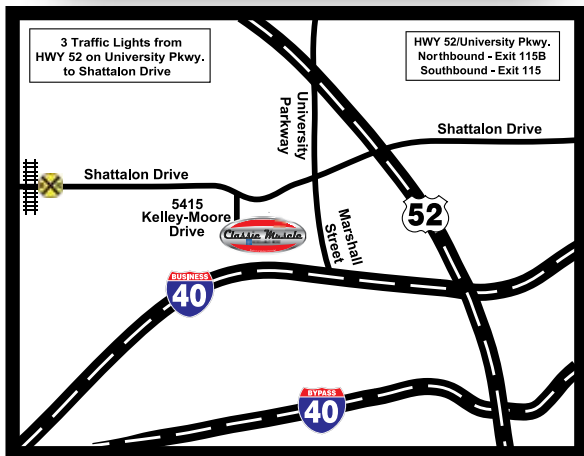 3 Traffic Lights from
HWY 52 on University Pkwy.
to Shattalon Drive
HWY 52/University Pkwy.
Northbound - Exit 115B
Southbound - Exit 115
University
Parkway
Shattalon Drive
Shattalon Drive
5415
Kelley-Moore
Drive
Classic Muscle
Marshall
Street
52
BUSINESS
40
BYPASS
40